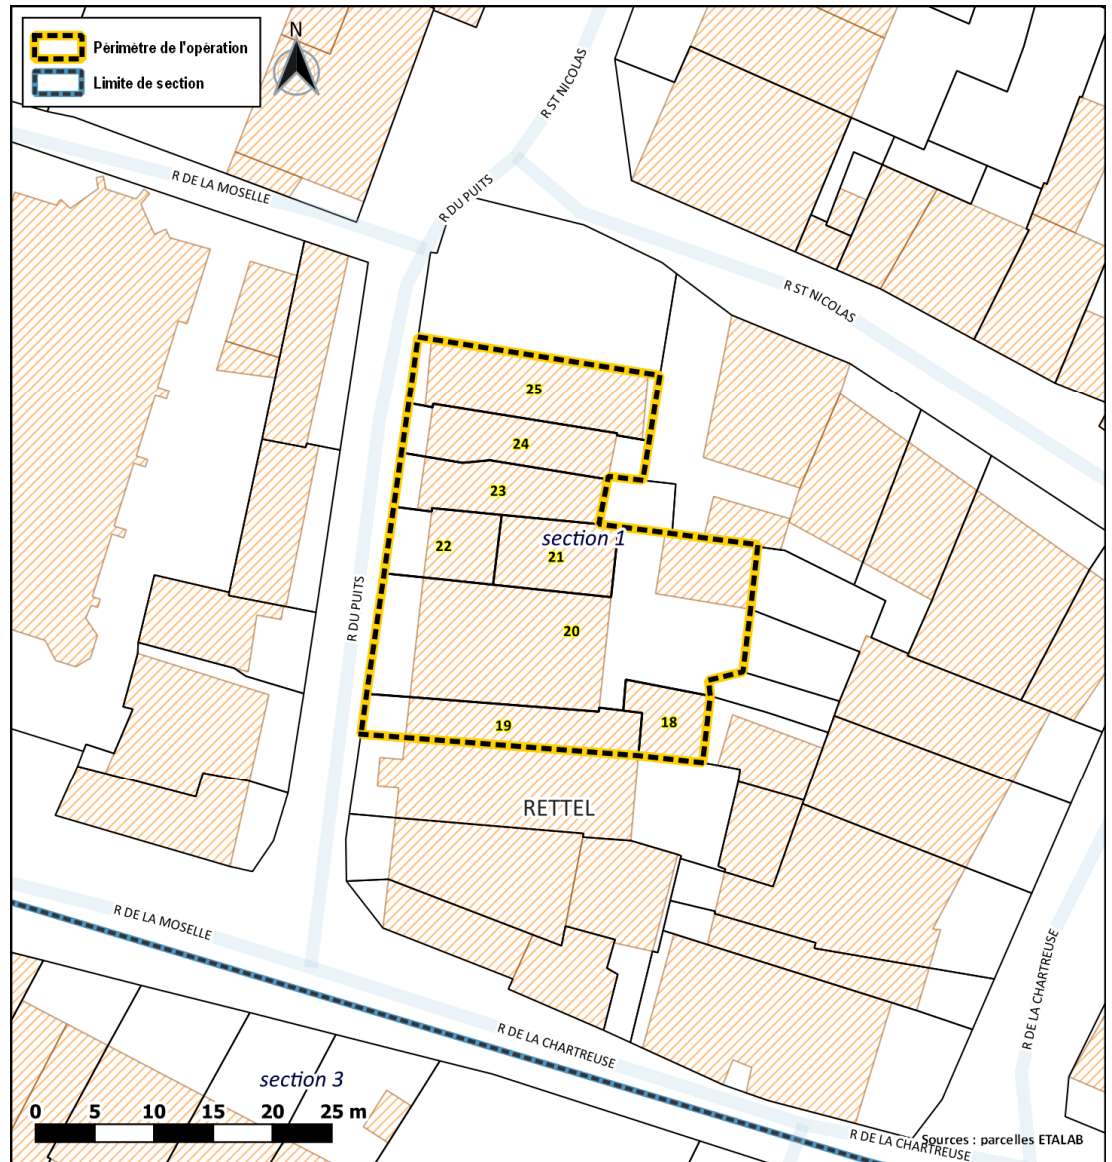 Périmètre de l'opération
Limite de section
N
R ST NICOLAS
R DE LA MOSELLE
R DU PUITS
R ST NICOLAS
25
24
23
section 1
22
21
R DU PUITS
20
19
18
RETTEL
R DE LA MOSELLE
R DE LA CHARTREUSE
R DE LA CHARTREUSE
section 3
0 5 10 15 20 25 m
R DE LA CHARTREUSE
Sources : parcelles ETALAB